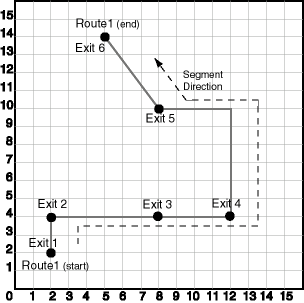 15
Route1 (end)
14
13
Exit 6
12
Segment
Direction
11
10
Exit 5
9
8
7
6
5
Exit 2
Exit 3
Exit 4
4
3
Exit 1
2
Route1 (start)
1
0 1 2 3 4 5 6 7 8 9 10 11 12 13 14 15